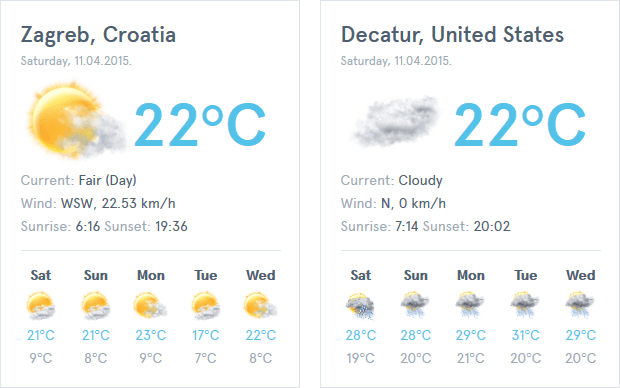 Zagreb, Croatia
Saturday, 11.04.2015.
22°C
Current: Fair (Day)
Wind: WSW, 22.53 km/h
Sunrise: 6:16 Sunset: 19:36
Sat Sun Mon Tue Wed
21°C 21°C 23°C 17°C 22°C
9°C 8°C 9°C 7°C 8°C
Decatur, United States
Saturday, 11.04.2015.
22°C
Current: Cloudy
Wind: N, 0 km/h
Sunrise: 7:14 Sunset: 20:02
Sat Sun Mon Tue Wed
28°C 28°C 29°C 31°C 29°C
19°C 20°C 21°C 20°C 20°C